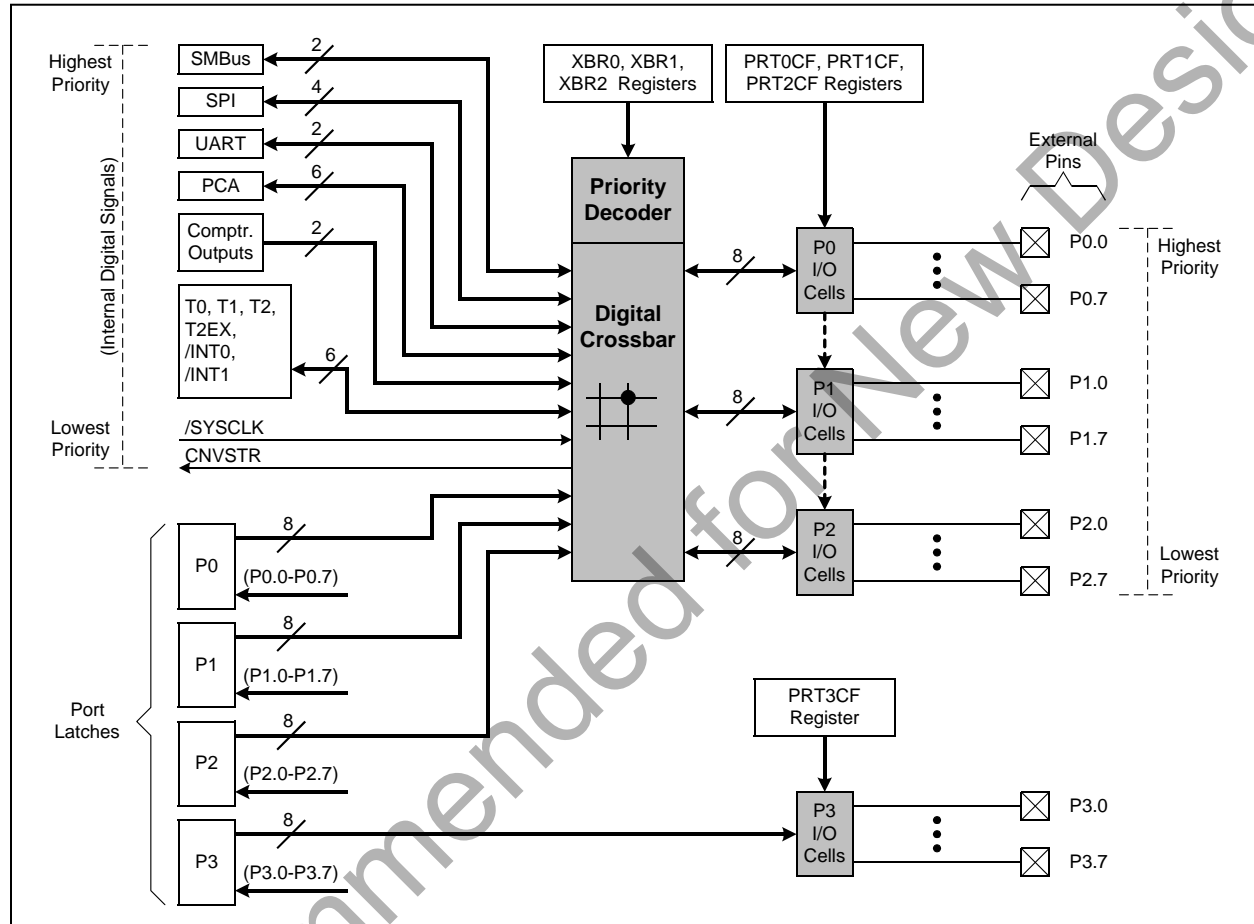 Highest
Priority
(Internal Digital Signals)
Lowest
Priority
SMBus
2
SPI
4
UART
2
PCA
6
Comptr.
Outputs
2
T0, T1, T2,
T2EX,
/INT0,
/INT1
6
/SYSCLK
CNVSTR
XBR0, XBR1,
XBR2 Registers
PRT0CF, PRT1CF,
PRT2CF Registers
Priority
Decoder
Digital
Crossbar
8
P0
I/O
Cells
8
P1
I/O
Cells
8
P2
I/O
Cells
External
Pins
P0.0
P0.7
P1.0
P1.7
P2.0
P2.7
Highest
Priority
Lowest
Priority
Port
Latches
P0
8
(P0.0-P0.7)
P1
8
(P1.0-P1.7)
P2
8
(P2.0-P2.7)
P3
8
(P3.0-P3.7)
PRT3CF
Register
P3
I/O
Cells
P3.0
P3.7
for New